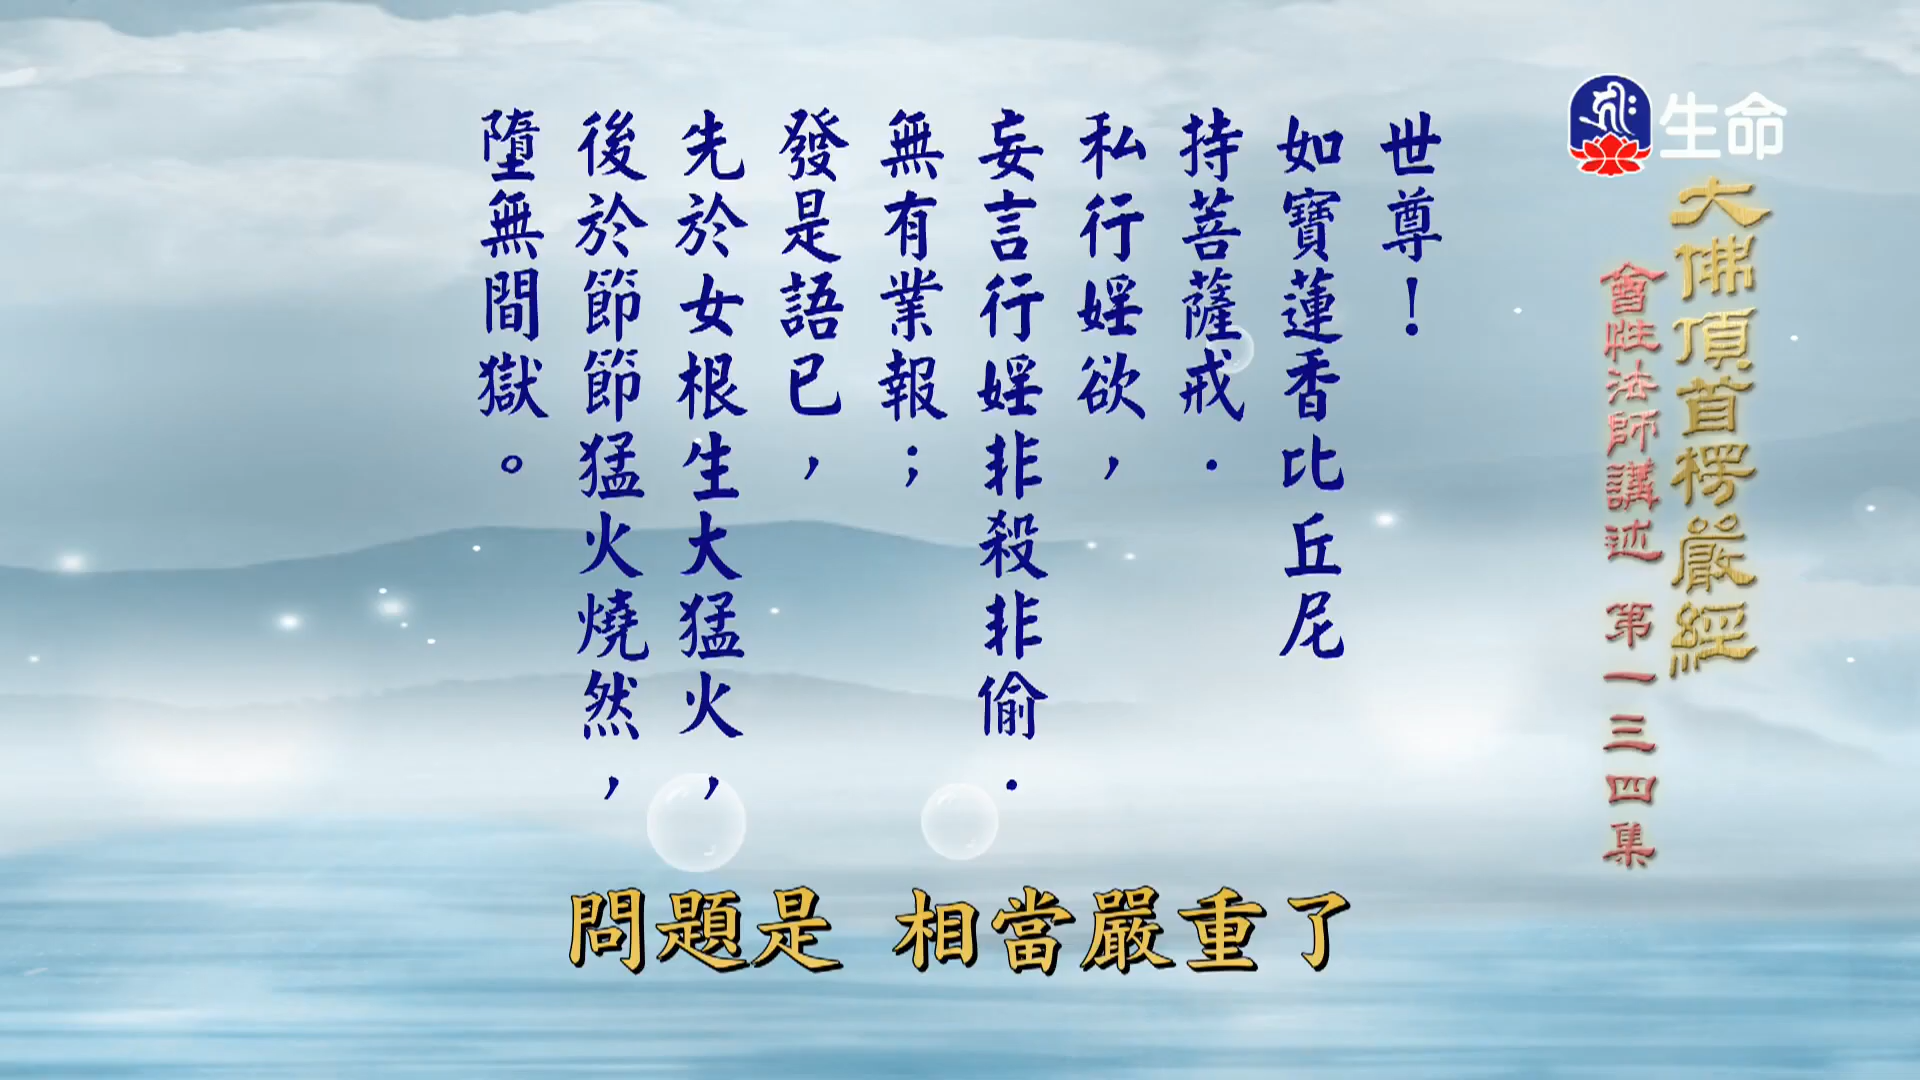 生命
大佛頂首楞嚴經
會性法師講述 第一三四集
世尊！
如寶蓮香比丘尼
持菩薩戒．
私行婬欲，
妄言行婬非殺非偷．
無有業報；
發是語已，
先於女根生大猛火，
後於節節猛火燒然，
墮無間獄。
問題是 相當嚴重了